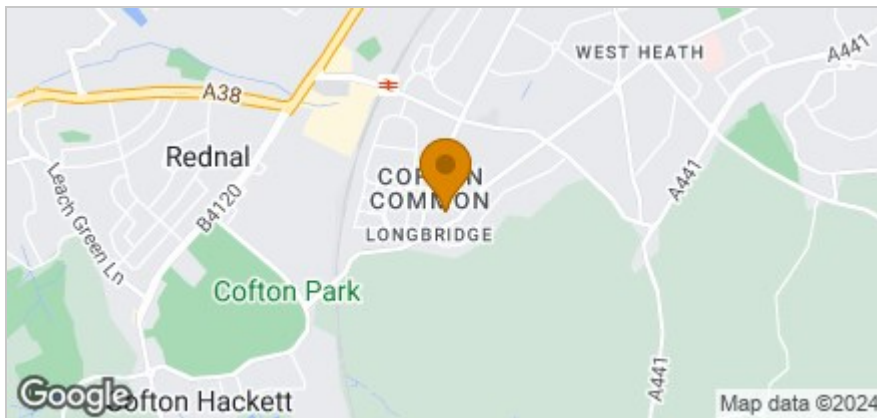 WEST HEATH
A441
A38
Rednal
COFTON
COMMON
LONGBRIDGE
Leach Green Ln
B4120
A441
Cofton Park
A441
Google
Cofton Hackett
Map data ©2024